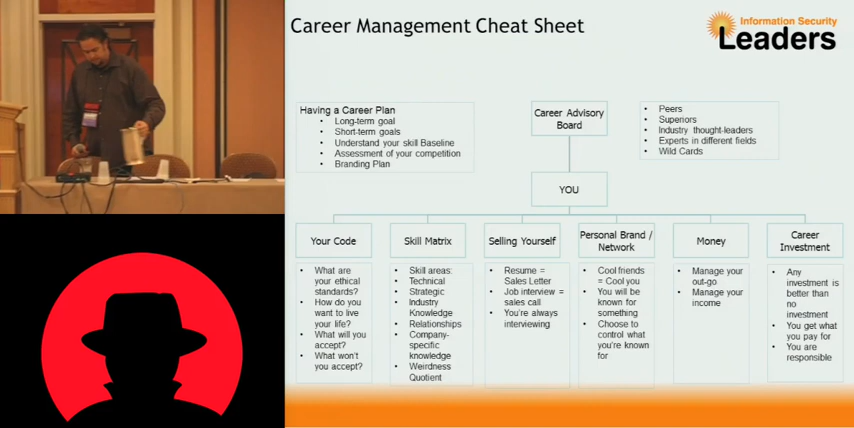 Career Management Cheat Sheet
Information Security
Leaders
Having a Career Plan
• Long-term goal
• Short-term goals
• Understand your skill Baseline
• Assessment of your competition
• Branding Plan
Career Advisory
Board
• Peers
• Superiors
• Industry thought-leaders
• Experts in different fields
• Wild Cards
YOU
Your Code
• What are
your ethical
standards?
• How do you
want to live
your life?
• What will you
accept?
• What won't
you accept?
Skill Matrix
• Skill areas:
• Technical
• Strategic
• Industry
Knowledge
• Relationships
• Company-
specific
knowledge
• Weirdness
Quotient
Selling Yourself
• Resume =
Sales Letter
• Job interview =
sales call
• You're always
interviewing
Personal Brand /
Network
• Cool friends
= Cool you
• You will be
known for
something
• Choose to
control what
you're known
for
Money
• Manage your
out-go
• Manage your
income
Career
Investment
• Any
investment is
better than
no
investment
• You get what
you pay for
• You are
responsible